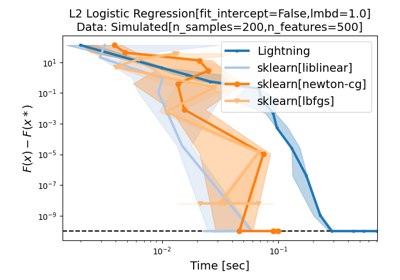 L2 Logistic Regression[fit_intercept=False,lmbd=1.0]
Data: Simulated[n_samples=200,n_features=500]
Lightning
sklearn[liblinear]
sklearn[newton-cg]
sklearn[lbfgs]
10¹
10⁻¹
10⁻³
10⁻⁵
10⁻⁷
10⁻⁹
F(x) − F(x*)
10⁻²
10⁻¹
Time [sec]